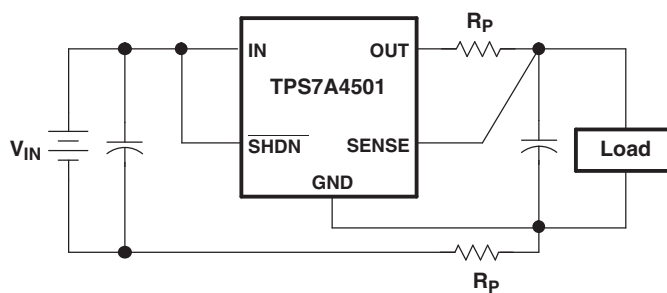 R_P
IN
OUT
TPS7A4501
V_IN
SHDN
SENSE
Load
GND
R_P